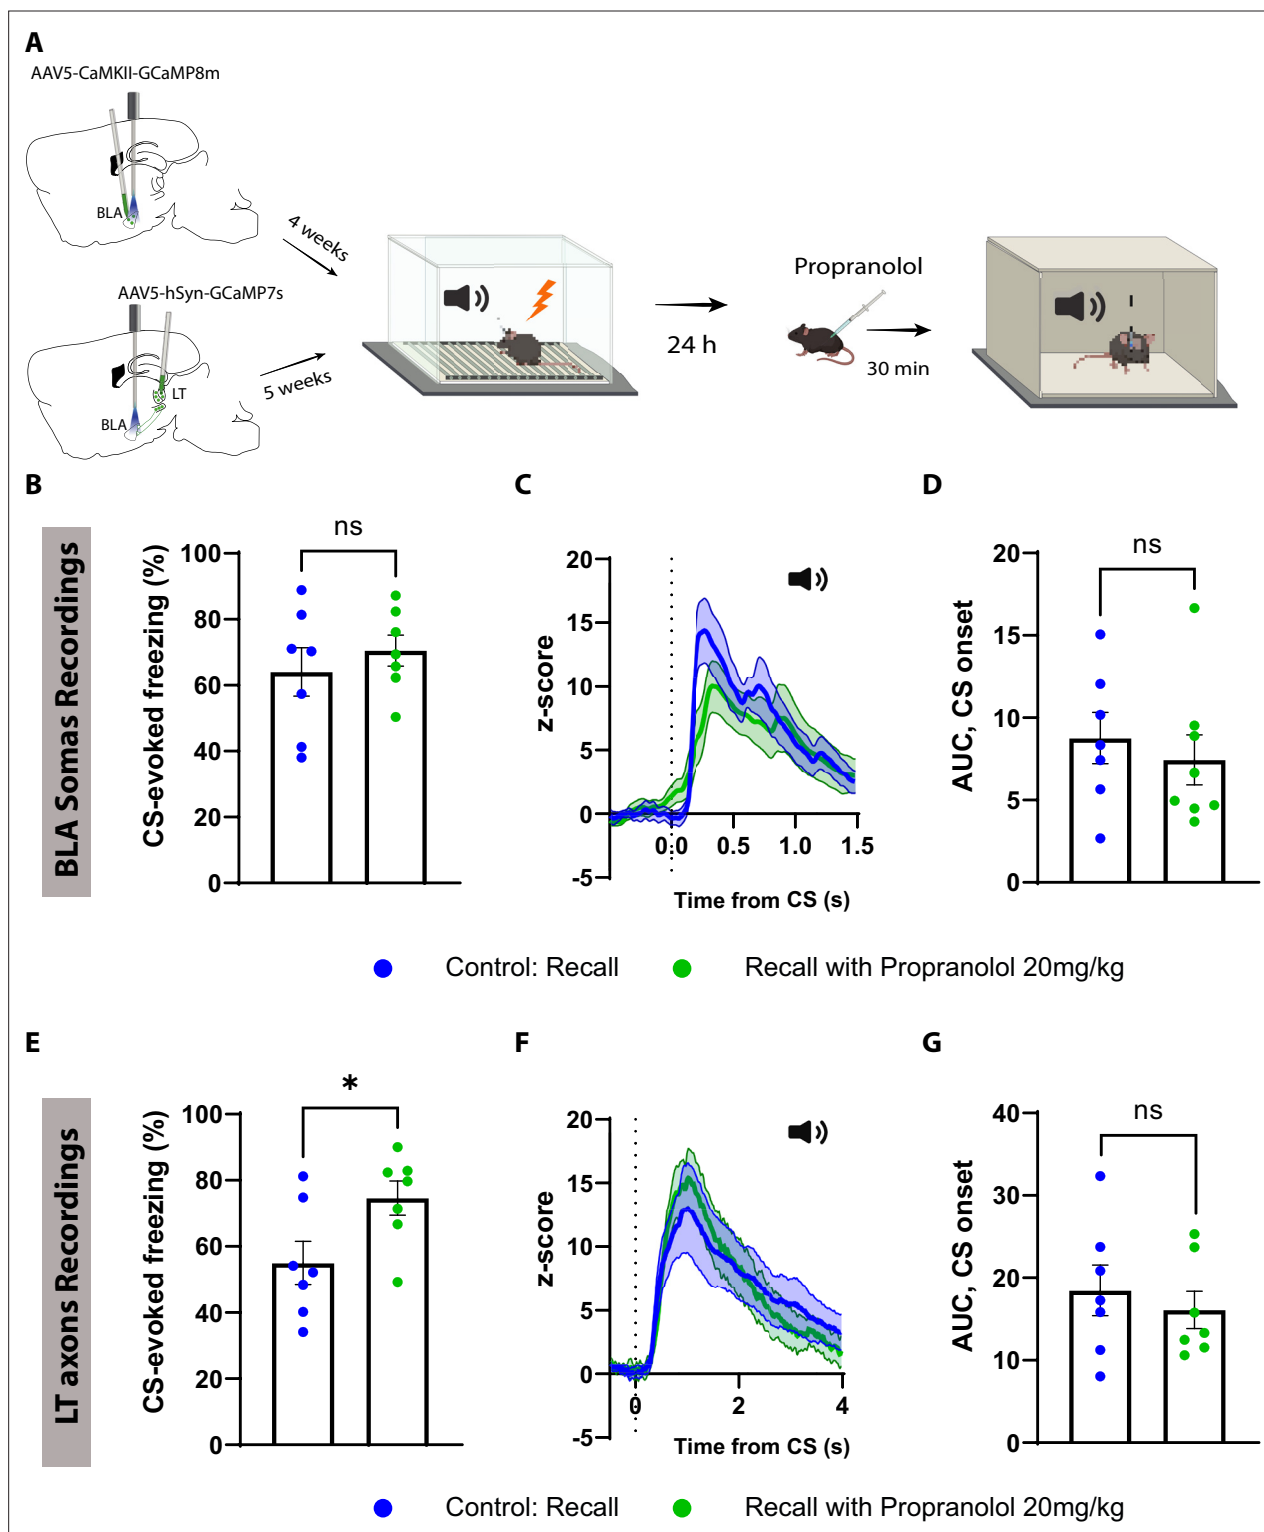 A
AAV5-CaMKII-GCaMP8m
BLA
4 weeks
AAV5-hSyn-GCaMP7s
LT
BLA
5 weeks
24 h
Propranolol
30 min
B
BLA Somas Recordings
CS-evoked freezing (%)
100
80
60
40
20
0
ns
C
z-score
20
15
10
5
0
-5
0.0 0.5 1.0 1.5
Time from CS (s)
D
AUC, CS onset
20
15
10
5
0
ns
Control: Recall
Recall with Propranolol 20mg/kg
E
LT axons Recordings
CS-evoked freezing (%)
100
80
60
40
20
0
*
F
z-score
20
15
10
5
0
-5
0 2 4
Time from CS (s)
G
AUC, CS onset
40
30
20
10
0
ns
Control: Recall
Recall with Propranolol 20mg/kg